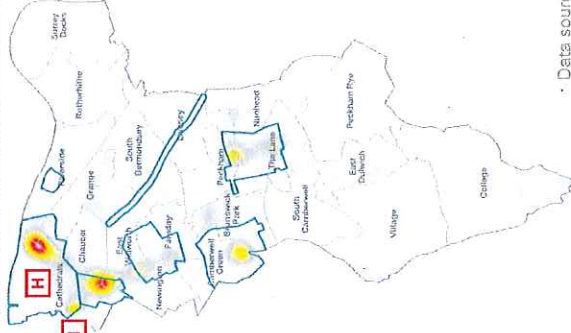 Surrey
Docks
Rotherhithe
Riverside
H
Cathedrals
Grange
South
Bermondsey
Chaucer
East
Walworth
Livesey
Newington
Faraday
Peckham
Nunhead
The Lane
Brunswick
Park
Camberwell
Green
Peckham Rye
South
Camberwell
East
Dulwich
Village
College
· Data sourc